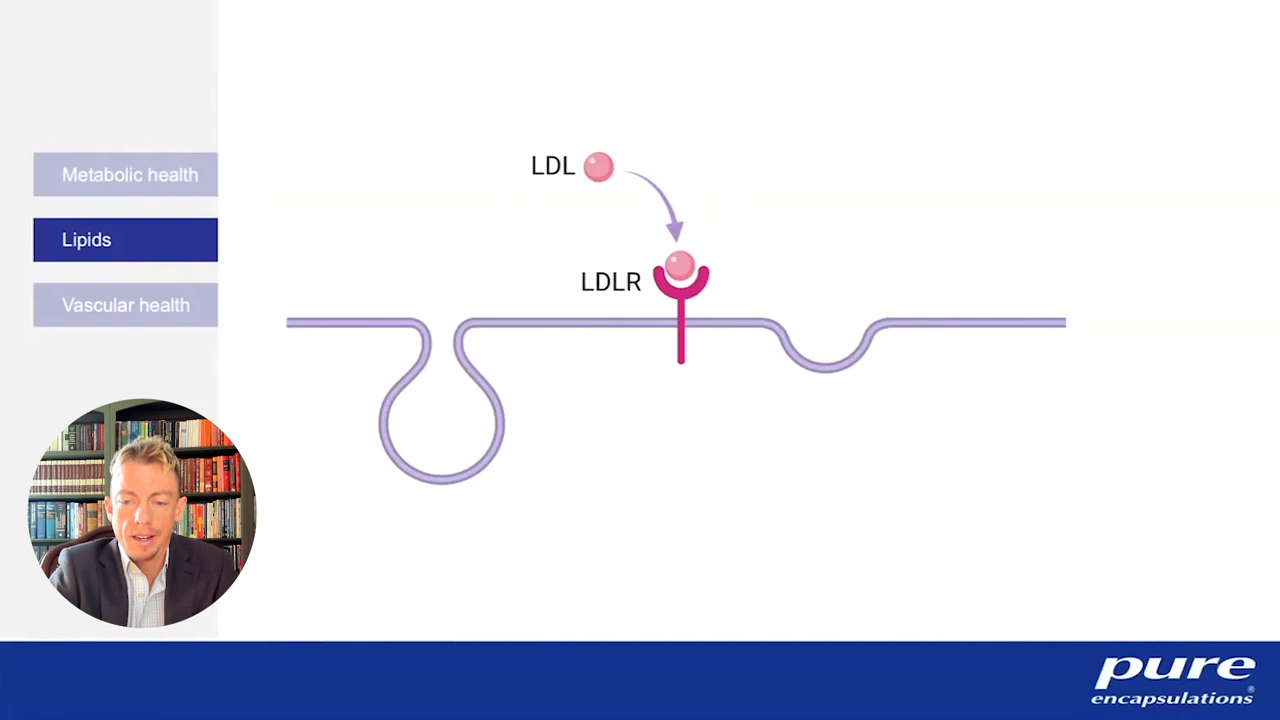 Metabolic health
Lipids
Vascular health
LDL
LDLR
pure
encapsulations®